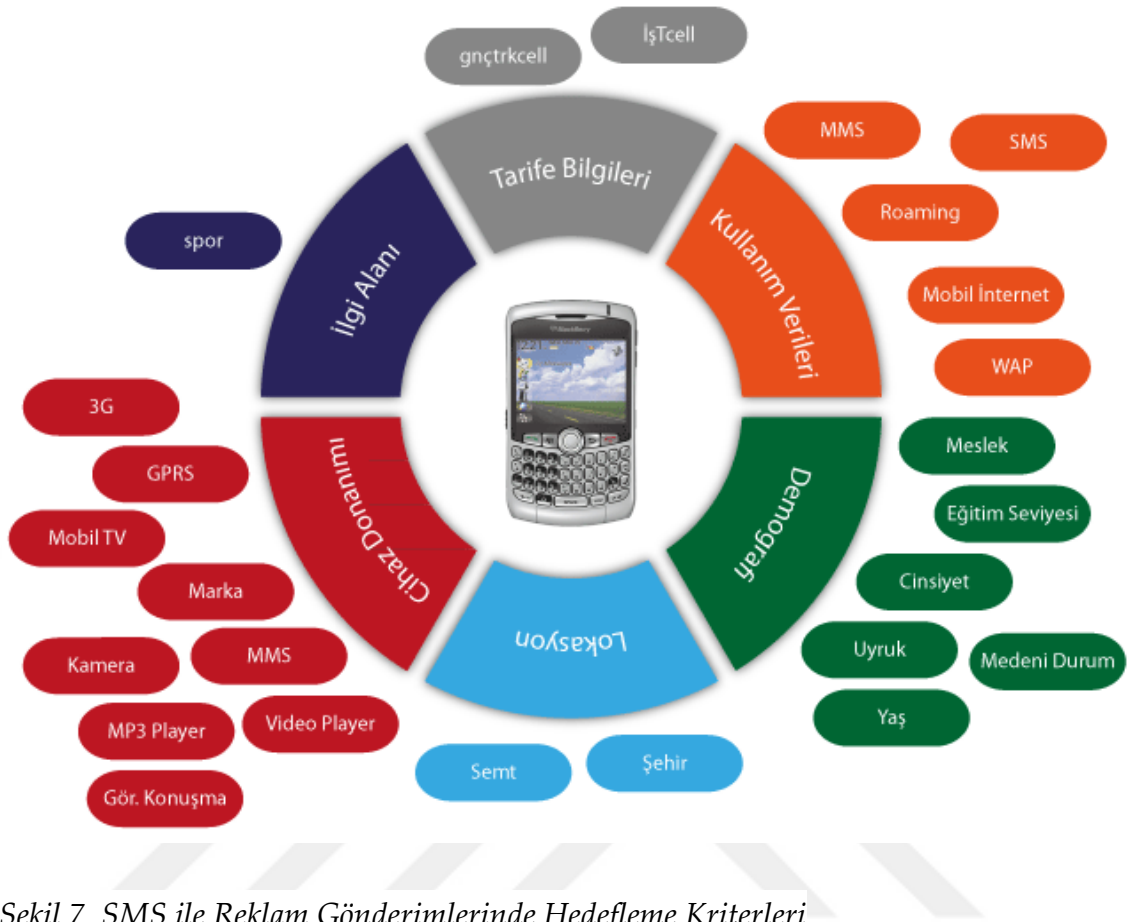 gnçtrkcell
İşTcell
Tarife Bilgileri
MMS
SMS
Roaming
Mobil İnternet
WAP
Kullanım Verileri
Meslek
Eğitim Seviyesi
Cinsiyet
Uyruk
Medeni Durum
Yaş
Demografi
Lokasyon
Semt
Şehir
Cihaz Donanımı
3G
GPRS
Mobil TV
Marka
Kamera
MMS
MP3 Player
Video Player
Gör. Konuşma
İlgi Alanı
spor
BlackBerry
Şekil 7 SMS ile Reklam Gönderimlerinde Hedefleme Kriterleri